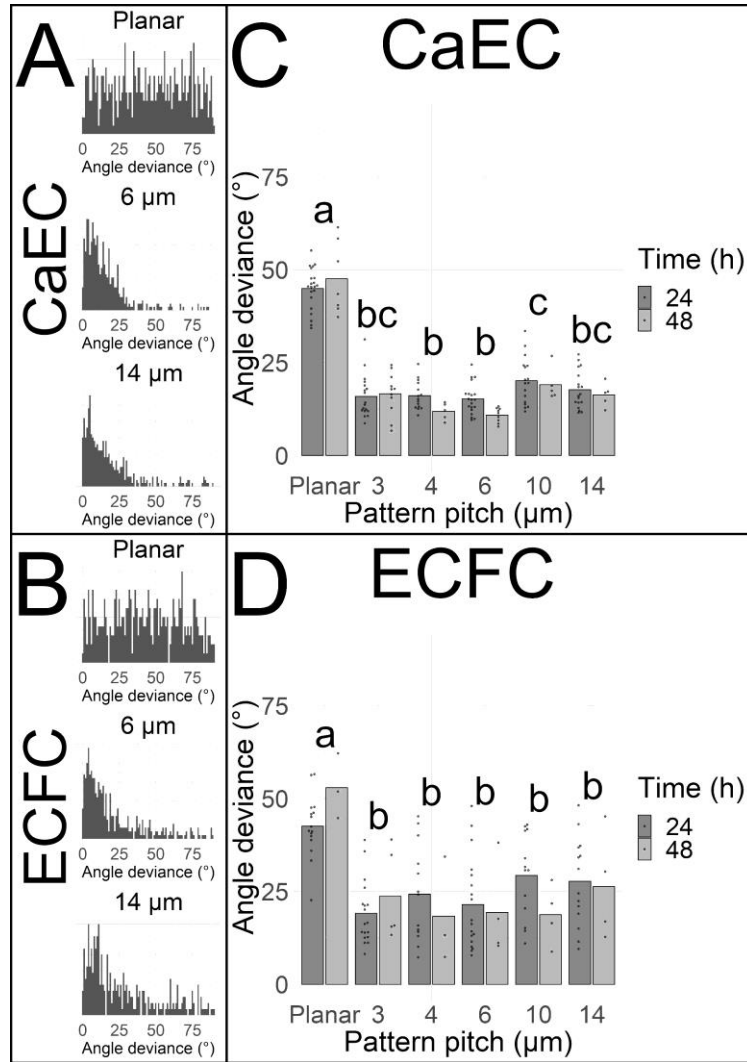 A
Planar
0 25 50 75
Angle deviance (°)
6 µm
0 25 50 75
Angle deviance (°)
14 µm
0 25 50 75
Angle deviance (°)
CaEC
C CaEC
Angle deviance (°)
75
50
25
0
a
bc
b
b
c
bc
Planar 3 4 6 10 14
Pattern pitch (µm)
Time (h)
24
48
B
Planar
0 25 50 75
Angle deviance (°)
6 µm
0 25 50 75
Angle deviance (°)
14 µm
0 25 50 75
Angle deviance (°)
ECFC
D ECFC
Angle deviance (°)
75
50
25
0
a
b
b
b
b
b
Planar 3 4 6 10 14
Pattern pitch (µm)
Time (h)
24
48